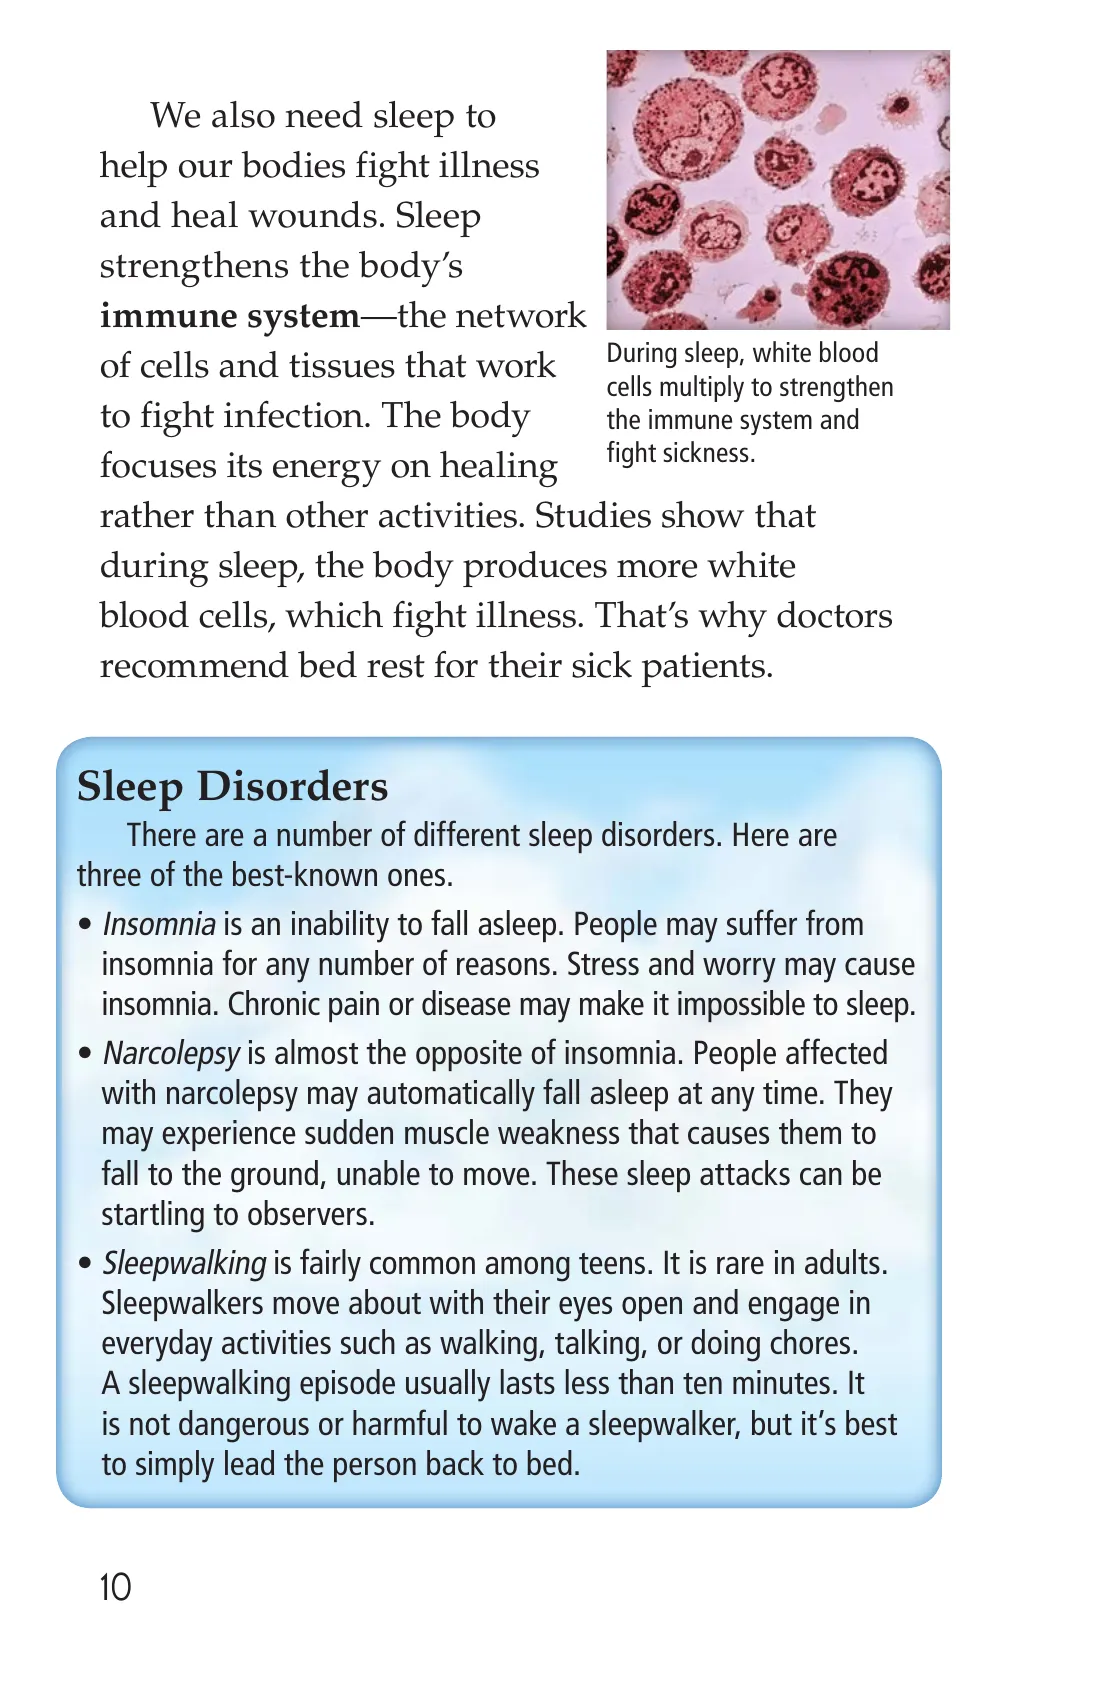 We also need sleep to
help our bodies fight illness
and heal wounds. Sleep
strengthens the body’s
immune system—the network
of cells and tissues that work
to fight infection. The body
focuses its energy on healing
rather than other activities. Studies show that
during sleep, the body produces more white
blood cells, which fight illness. That’s why doctors
recommend bed rest for their sick patients.
During sleep, white blood
cells multiply to strengthen
the immune system and
fight sickness.
Sleep Disorders
There are a number of different sleep disorders. Here are
three of the best-known ones.
• Insomnia is an inability to fall asleep. People may suffer from
insomnia for any number of reasons. Stress and worry may cause
insomnia. Chronic pain or disease may make it impossible to sleep.
• Narcolepsy is almost the opposite of insomnia. People affected
with narcolepsy may automatically fall asleep at any time. They
may experience sudden muscle weakness that causes them to
fall to the ground, unable to move. These sleep attacks can be
startling to observers.
• Sleepwalking is fairly common among teens. It is rare in adults.
Sleepwalkers move about with their eyes open and engage in
everyday activities such as walking, talking, or doing chores.
A sleepwalking episode usually lasts less than ten minutes. It
is not dangerous or harmful to wake a sleepwalker, but it’s best
to simply lead the person back to bed.
10